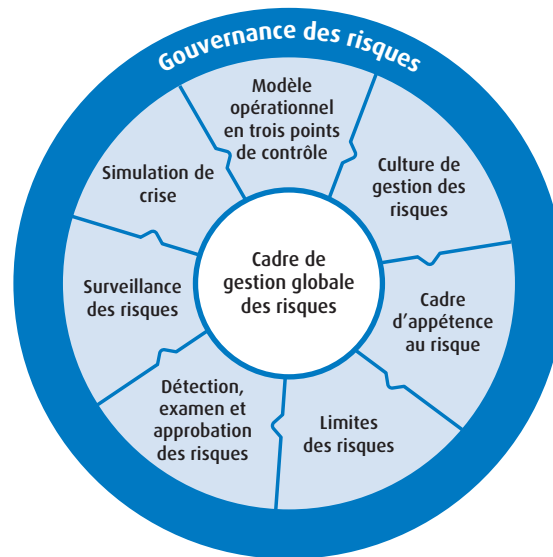 Gouvernance des risques
Modèle
opérationnel
en trois points
de contrôle
Culture de
gestion des
risques
Cadre
d'appétence
au risque
Limites
des risques
Détection,
examen et
approbation
des risques
Surveillance
des risques
Simulation de
crise
Cadre de
gestion globale
des risques